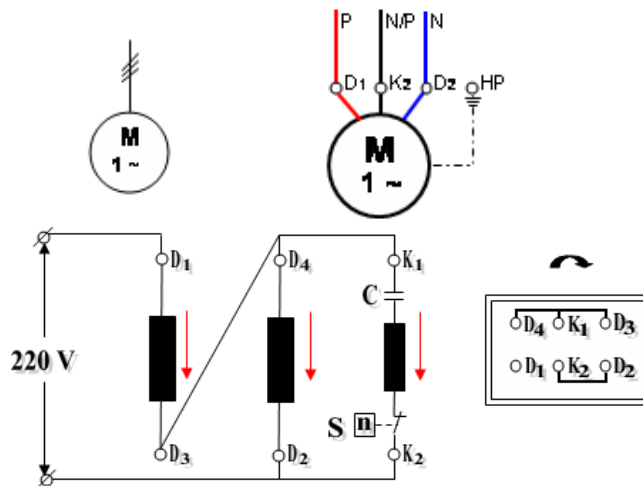 P N/P N
D1 K2 D2 HP
M
1 ~
M
1 ~
D1 D4 K1
C
220 V
S n
D3 D2 K2
D4 K1 D3
D1 K2 D2